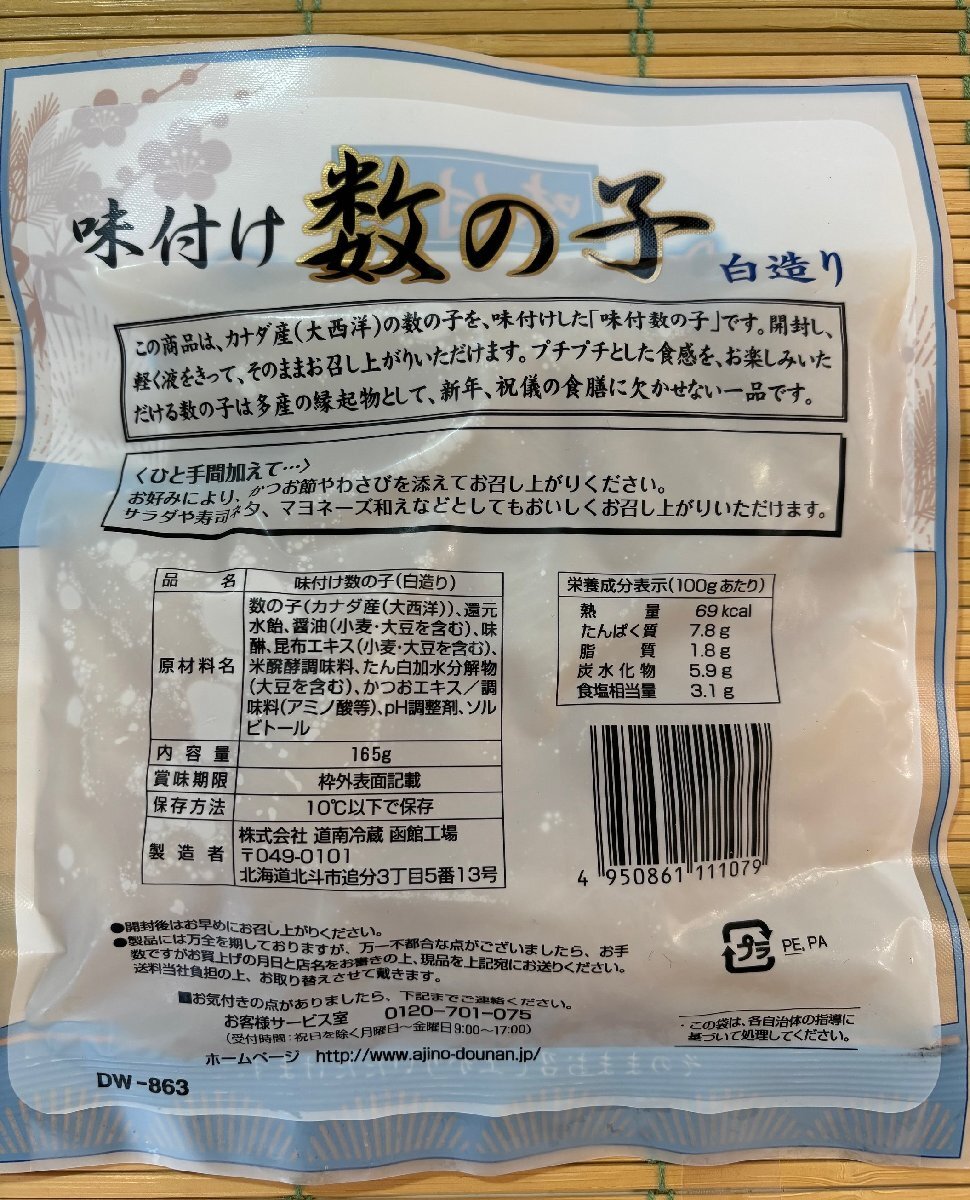 味付け 数の子 白造り
この商品は、カナダ産(大西洋)の数の子を、味付けした「味付数の子」です。開封し、
軽く液をきって、そのままお召し上がりいただけます。プチプチとした食感を、お楽しみいた
だける数の子は多産の縁起物として、新年、祝儀の食膳に欠かせない一品です。
〈ひと手間加えて…〉
お好みにより、かつお節やわさびを添えてお召し上がりください。
サラダや寿司ネタ、マヨネーズ和えなどとしてもおいしくお召し上がりいただけます。
品名 味付け数の子(白造り)
原材料名 数の子(カナダ産(大西洋))、還元
水飴、醤油(小麦・大豆を含む)、味
醂、昆布エキス(小麦・大豆を含む)、
米醗酵調味料、たん白加水分解物
(大豆を含む)、かつおエキス/調
味料(アミノ酸等)、pH調整剤、ソル
ビトール
内容量 165g
賞味期限 枠外表面記載
保存方法 10℃以下で保存
製造者 株式会社 道南冷蔵 函館工場
〒049-0101
北海道北斗市追分3丁目5番13号
栄養成分表示(100gあたり)
熱量 69kcal
たんぱく質 7.8g
脂質 1.8g
炭水化物 5.9g
食塩相当量 3.1g
4 950861 111079
●開封後はお早めにお召し上がりください。
●製品には万全を期しておりますが、万一不都合な点がございましたら、お手
数ですがお買上げの月日と店名をお書きの上、現品を上記宛にお送りください。
送料当社負担の上、お取り替えさせて戴きます。
■お気付きの点がありましたら、下記までご連絡ください。
お客様サービス室 0120-701-075
(受付時間:祝日を除く月曜日〜金曜日9:00〜17:00)
ホームページ http://www.ajino-dounan.jp/
プラ PE, PA
・この袋は、各自治体の指導に
基づいて処理してください。
DW-863